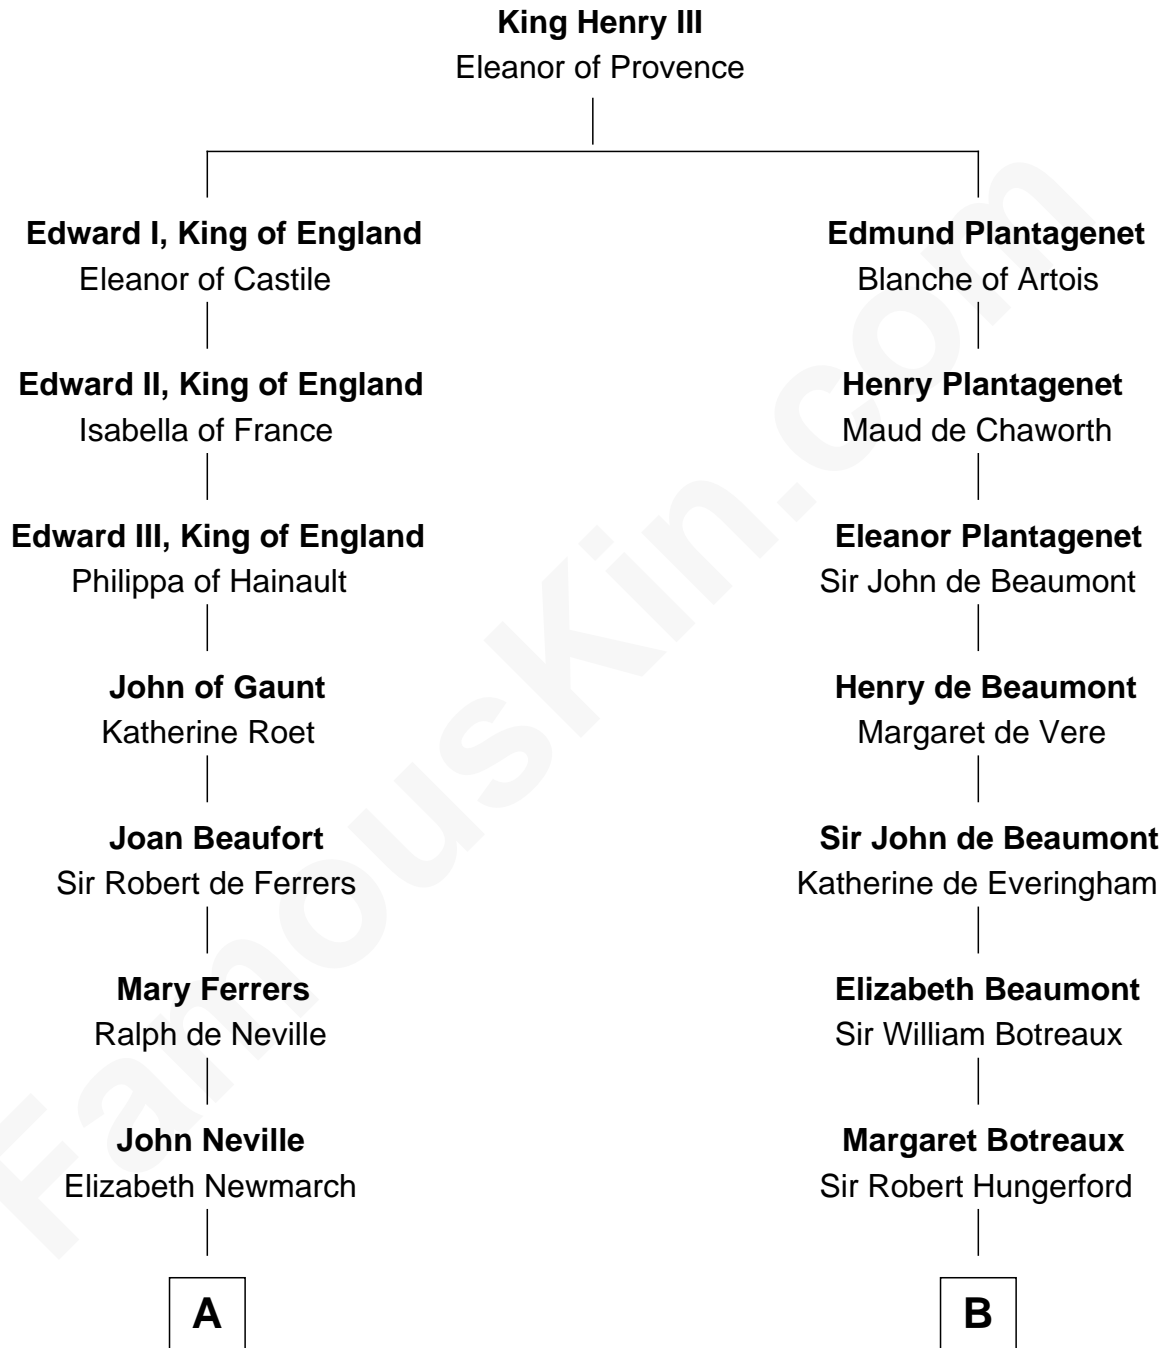 King Henry III
Eleanor of Provence
Edward I, King of England
Eleanor of Castile
Edward II, King of England
Isabella of France
Edward III, King of England
Philippa of Hainault
John of Gaunt
Katherine Roet
Joan Beaufort
Sir Robert de Ferrers
Mary Ferrers
Ralph de Neville
John Neville
Elizabeth Newmarch
A
Edmund Plantagenet
Blanche of Artois
Henry Plantagenet
Maud de Chaworth
Eleanor Plantagenet
Sir John de Beaumont
Henry de Beaumont
Margaret de Vere
Sir John de Beaumont
Katherine de Everingham
Elizabeth Beaumont
Sir William Botreaux
Margaret Botreaux
Sir Robert Hungerford
B
FamousKin.com